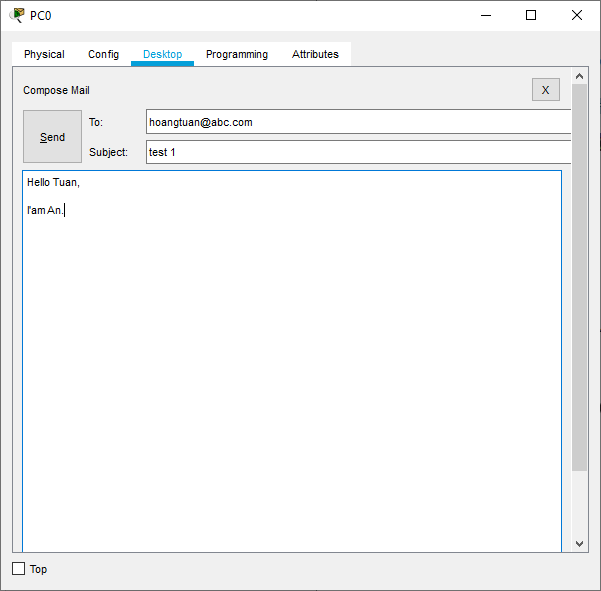 PC0
Physical Config Desktop Programming Attributes
Compose Mail
X
Send
To: hoangtuan@abc.com
Subject: test 1
Hello Tuan,
I'am An.
Top